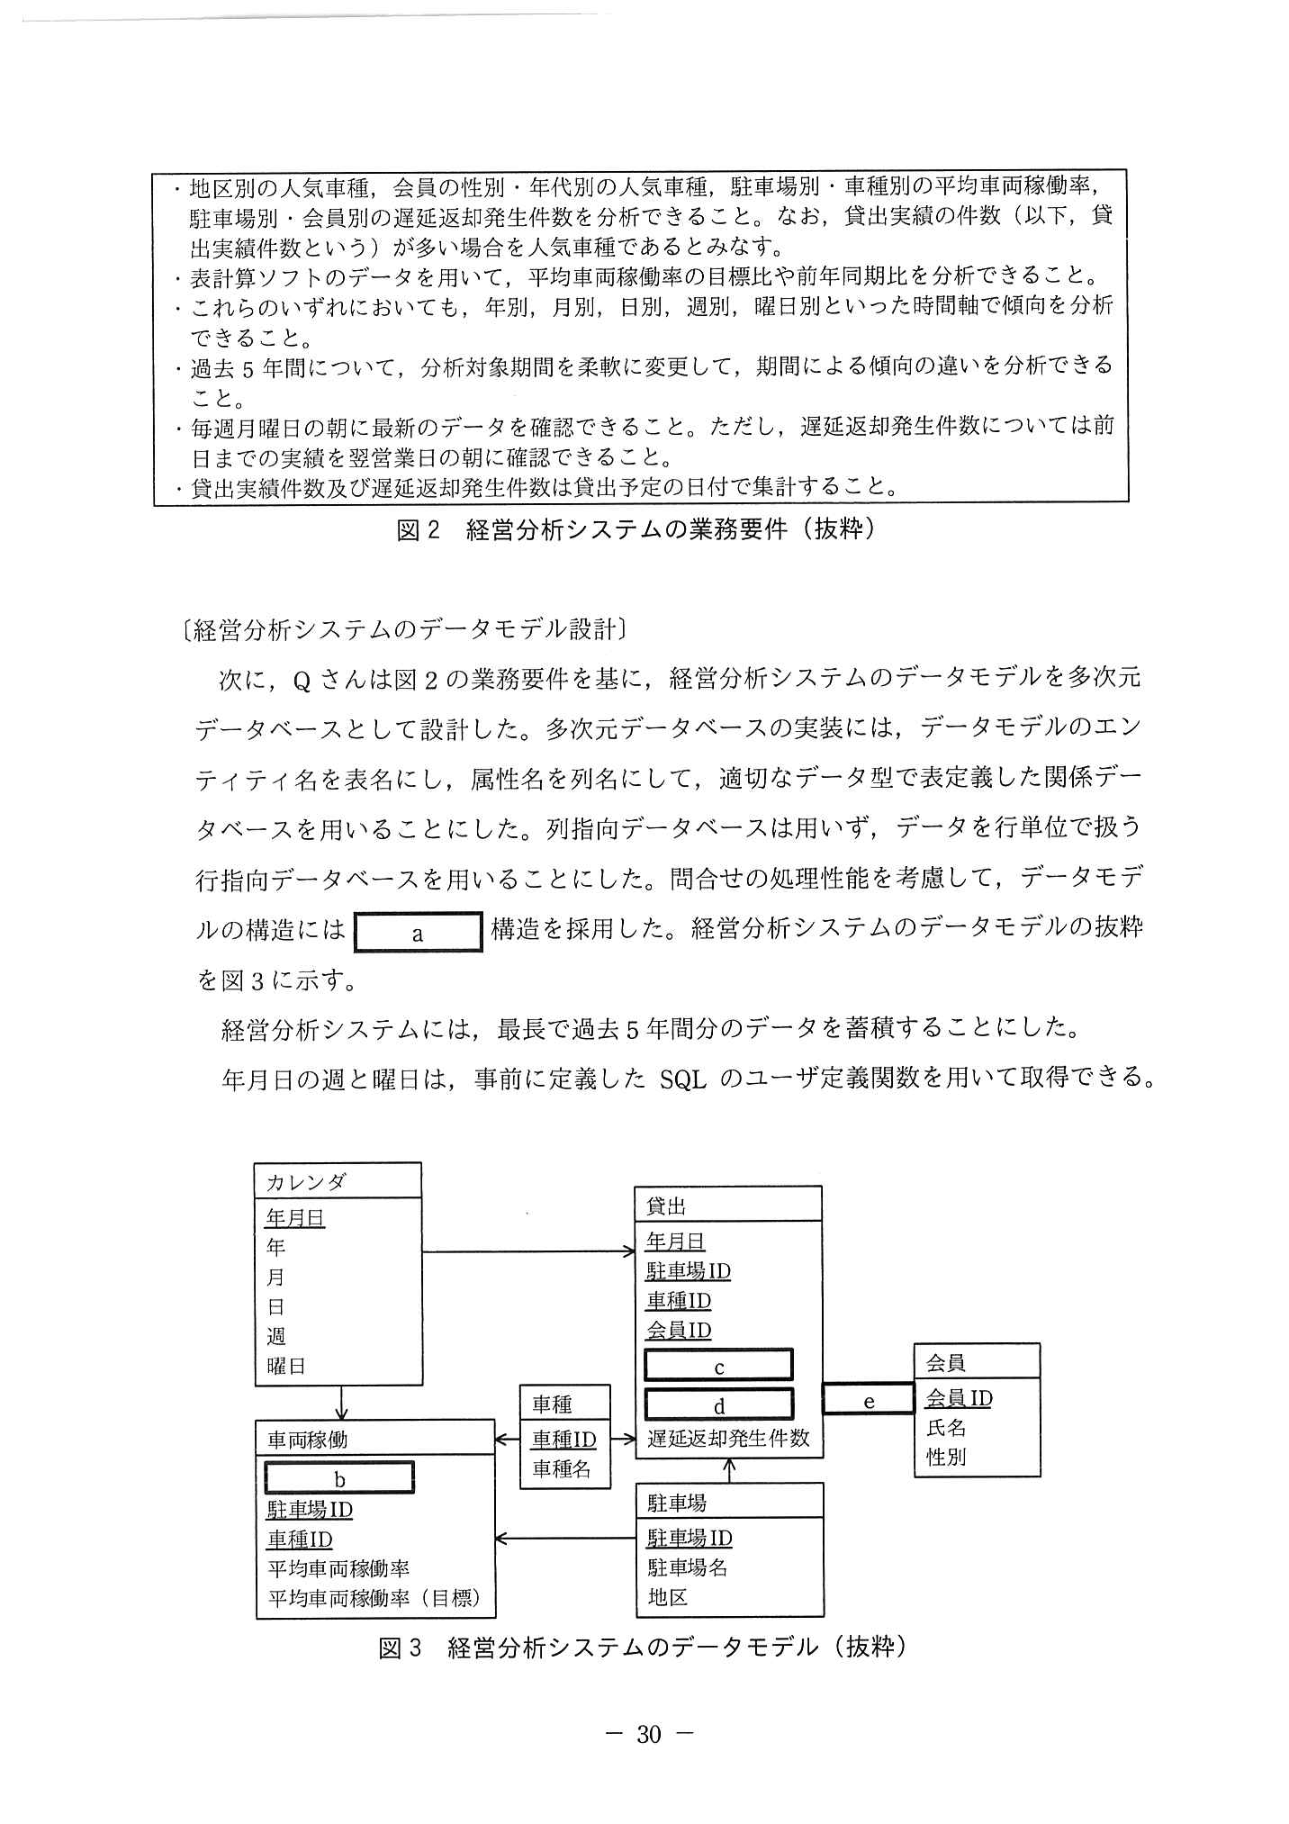 ・地区別の人気車種，会員の性別・年代別の人気車種，駐車場別・車種別の平均車両稼働率，
駐車場別・会員別の遅延返却発生件数を分析できること。なお，貸出実績の件数（以下，貸
出実績件数という）が多い場合を人気車種であるとみなす。
・表計算ソフトのデータを用いて，平均車両稼働率の目標比や前年同期比を分析できること。
・これらのいずれにおいても，年別，月別，日別，週別，曜日別といった時間軸で傾向を分析
できること。
・過去 5 年間について，分析対象期間を柔軟に変更して，期間による傾向の違いを分析できる
こと。
・毎週月曜日の朝に最新のデータを確認できること。ただし，遅延返却発生件数については前
日までの実績を翌営業日の朝に確認できること。
・貸出実績件数及び遅延返却発生件数は貸出予定の日付で集計すること。
図 2　経営分析システムの業務要件（抜粋）
〔経営分析システムのデータモデル設計〕
次に，Q さんは図 2 の業務要件を基に，経営分析システムのデータモデルを多次元
データベースとして設計した。多次元データベースの実装には，データモデルのエン
ティティ名を表名にし，属性名を列名にして，適切なデータ型で表定義した関係デー
タベースを用いることにした。列指向データベースは用いず，データを行単位で扱う
行指向データベースを用いることにした。問合せの処理性能を考慮して，データモデ
ルの構造には a 構造を採用した。経営分析システムのデータモデルの抜粋
を図 3 に示す。
経営分析システムには，最長で過去 5 年間分のデータを蓄積することにした。
年月日の週と曜日は，事前に定義した SQL のユーザ定義関数を用いて取得できる。
カレンダ
年月日
年
月
日
週
曜日
貸出
年月日
駐車場ID
車種ID
会員ID
c
d
遅延返却発生件数
e
会員
会員ID
氏名
性別
車種
車種ID
車種名
車両稼働
b
駐車場ID
車種ID
平均車両稼働率
平均車両稼働率（目標）
駐車場
駐車場ID
駐車場名
地区
図 3　経営分析システムのデータモデル（抜粋）
－ 30 －